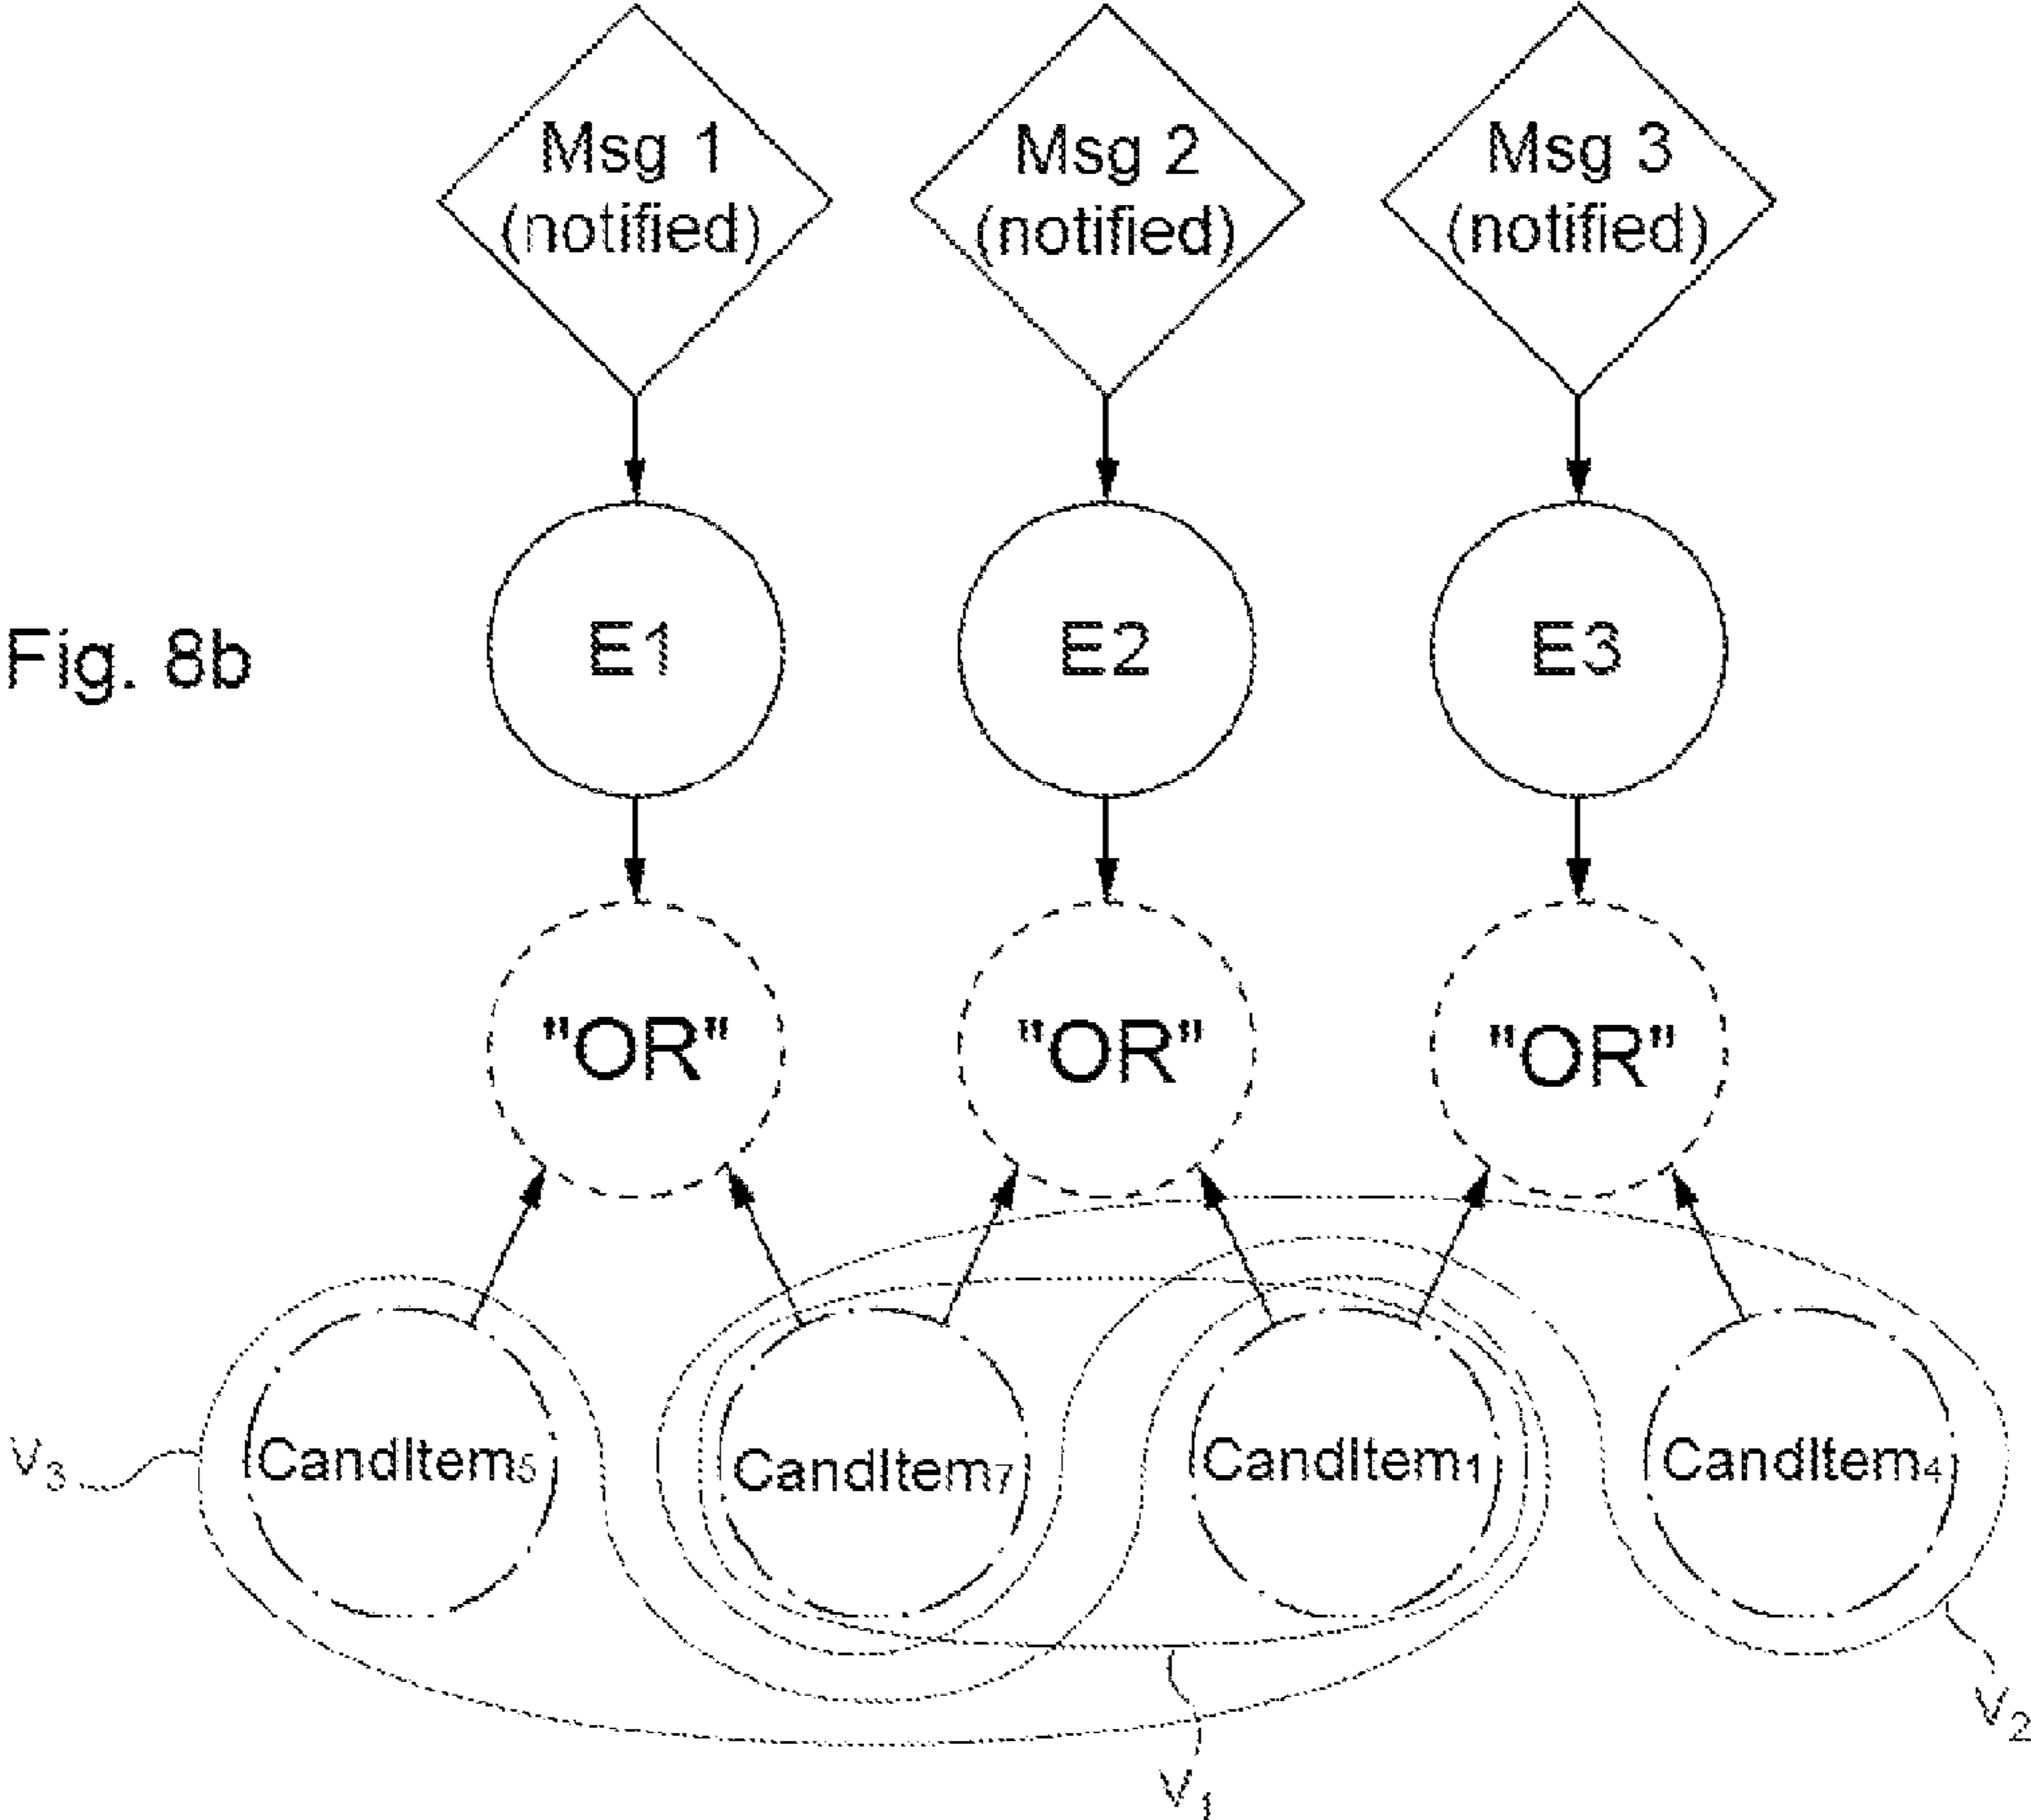 Msg 1
(notified)
Msg 2
(notified)
Msg 3
(notified)
Fig. 8b
E1
E2
E3
"OR"
"OR"
"OR"
V3
CandItem5
CandItem7
CandItem1
CandItem4
V2
V1